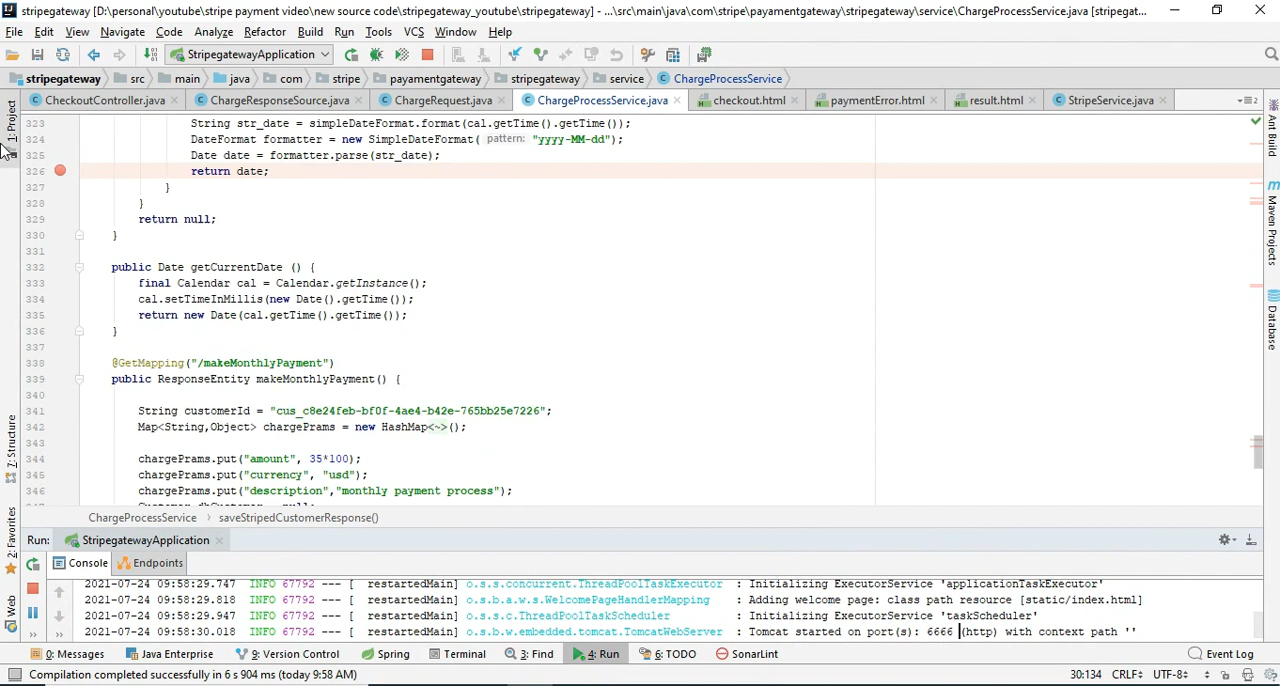 stripegateway [D:\personal\youtube\stripe payment video\new source code\stripegateway_youtube\stripegateway] - ...\src\main\java\com\stripe\payamentgateway\stripegateway\service\ChargeProcessService.java [stripegat...
File Edit View Navigate Code Analyze Refactor Build Run Tools VCS Window Help
StripegatewayApplication
stripegateway src main java com stripe payamentgateway stripegateway service ChargeProcessService
CheckoutController.java ChargeResponseSource.java ChargeRequest.java ChargeProcessService.java checkout.html paymentError.html result.html StripeService.java
323 String str_date = simpleDateFormat.format(cal.getTime().getTime());
324 DateFormat formatter = new SimpleDateFormat( pattern: "yyyy-MM-dd");
325 Date date = formatter.parse(str_date);
326 return date;
327 }
328 }
329 return null;
330 }
331
332 public Date getCurrentDate () {
333 final Calendar cal = Calendar.getInstance();
334 cal.setTimeInMillis(new Date().getTime());
335 return new Date(cal.getTime().getTime());
336 }
337
338 @GetMapping("/makeMonthlyPayment")
339 public ResponseEntity makeMonthlyPayment() {
340
341 String customerId = "cus_c8e24feb-bf0f-4ae4-b42e-765bb25e7226";
342 Map<String,Object> chargePrams = new HashMap<~>();
343
344 chargePrams.put("amount", 35*100);
345 chargePrams.put("currency", "usd");
346 chargePrams.put("description","monthly payment process");
1: Project
7: Structure
2: Favorites
Web
Ant Build
Maven Projects
Database
ChargeProcessService › saveStripedCustomerResponse()
Run: StripegatewayApplication
Console Endpoints
2021-07-24 09:58:29.747 INFO 67792 --- [ restartedMain] o.s.s.concurrent.ThreadPoolTaskExecutor : Initializing ExecutorService 'applicationTaskExecutor'
2021-07-24 09:58:29.818 INFO 67792 --- [ restartedMain] o.s.b.a.w.s.WelcomePageHandlerMapping : Adding welcome page: class path resource [static/index.html]
2021-07-24 09:58:29.935 INFO 67792 --- [ restartedMain] o.s.s.c.ThreadPoolTaskScheduler : Initializing ExecutorService 'taskScheduler'
2021-07-24 09:58:30.018 INFO 67792 --- [ restartedMain] o.s.b.w.embedded.tomcat.TomcatWebServer : Tomcat started on port(s): 6666 (http) with context path ''
0: Messages Java Enterprise 9: Version Control Spring Terminal 3: Find 4: Run 6: TODO SonarLint Event Log
Compilation completed successfully in 6 s 904 ms (today 9:58 AM) 30:134 CRLF UTF-8